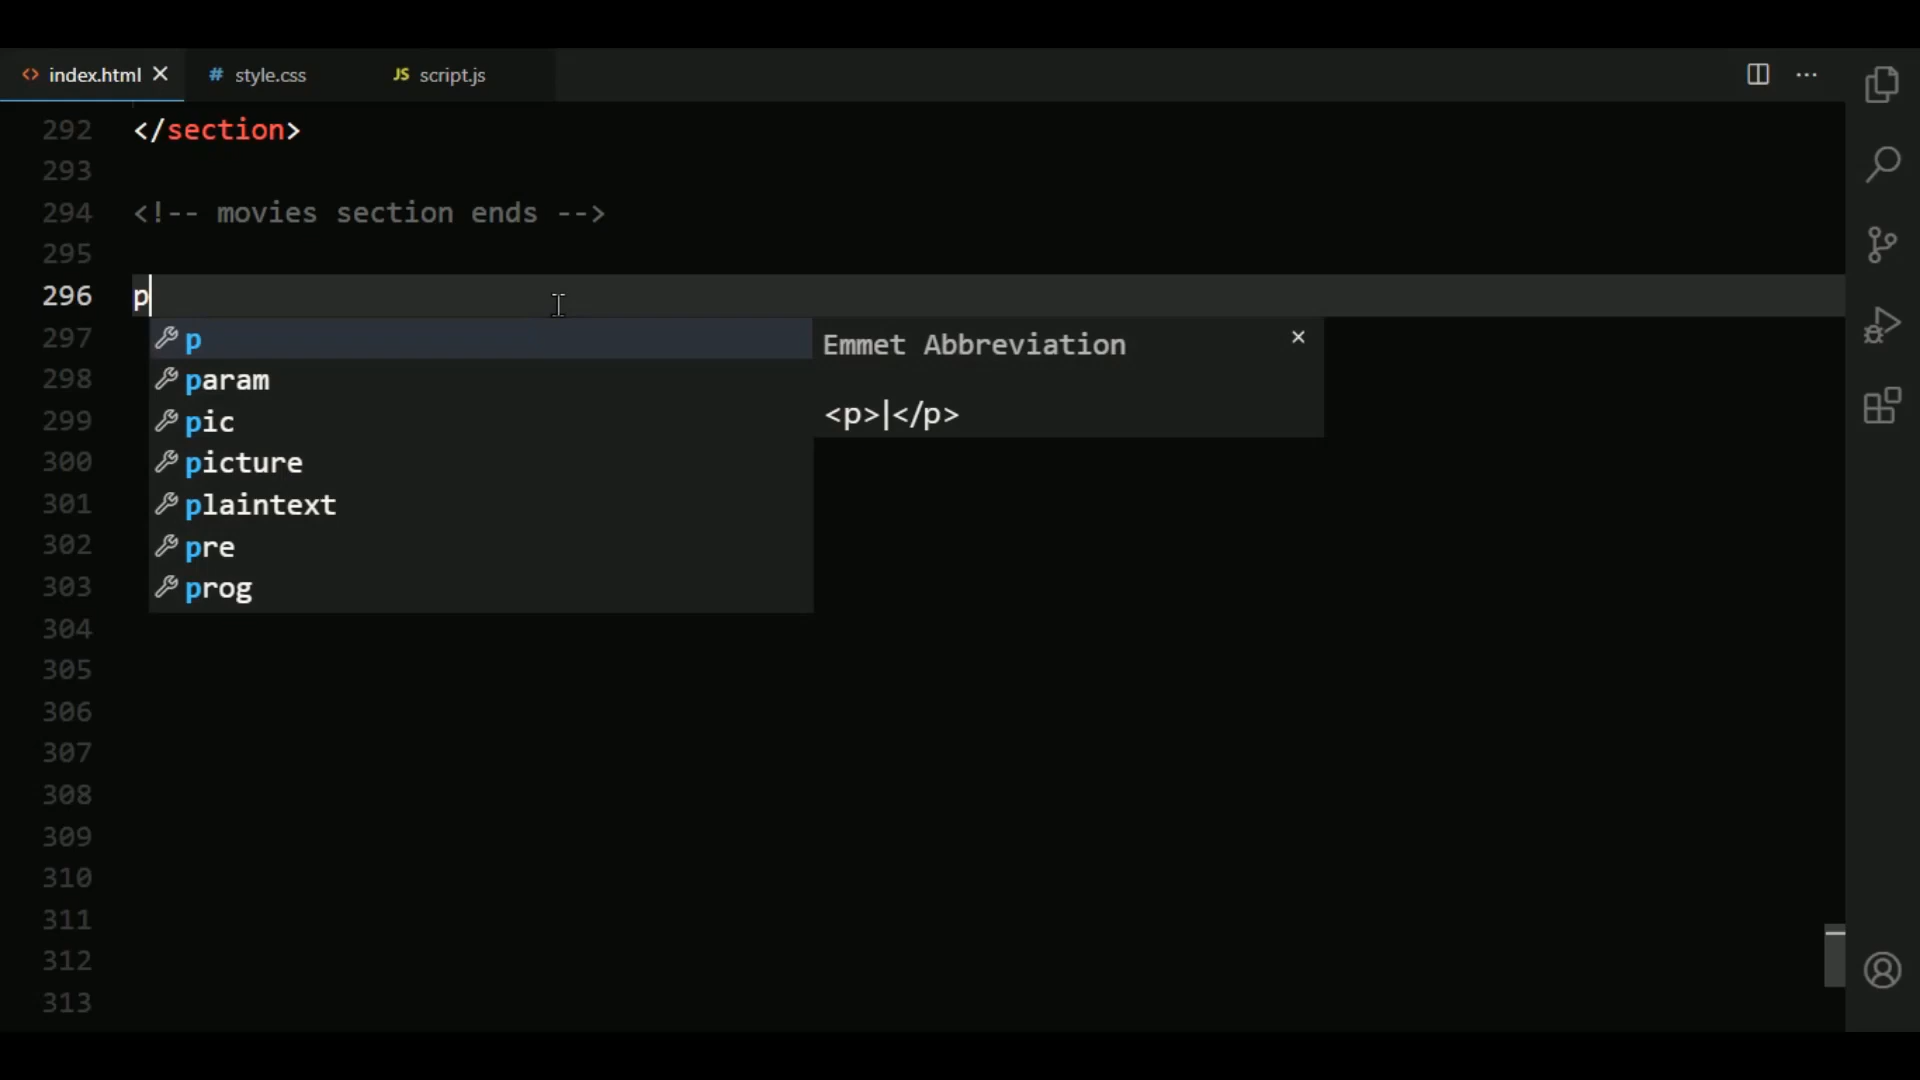 index.html
style.css
JS script.js
292 </section>
293
294 <!-- movies section ends -->
295
296 p
297
298
299
300
301
302
303
304
305
306
307
308
309
310
311
312
313
p
param
pic
picture
plaintext
pre
prog
Emmet Abbreviation
<p>|</p>